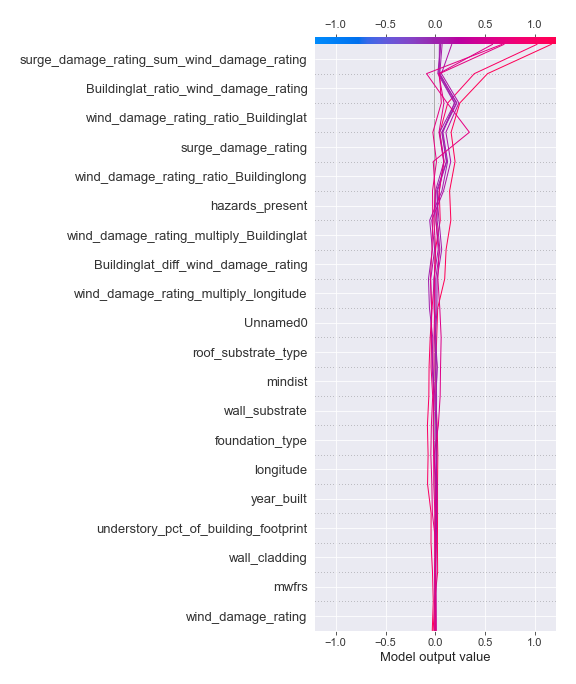 −1.0 −0.5 0.0 0.5 1.0
surge_damage_rating_sum_wind_damage_rating
Buildinglat_ratio_wind_damage_rating
wind_damage_rating_ratio_Buildinglat
surge_damage_rating
wind_damage_rating_ratio_Buildinglong
hazards_present
wind_damage_rating_multiply_Buildinglat
Buildinglat_diff_wind_damage_rating
wind_damage_rating_multiply_longitude
Unnamed0
roof_substrate_type
mindist
wall_substrate
foundation_type
longitude
year_built
understory_pct_of_building_footprint
wall_cladding
mwfrs
wind_damage_rating
−1.0 −0.5 0.0 0.5 1.0
Model output value